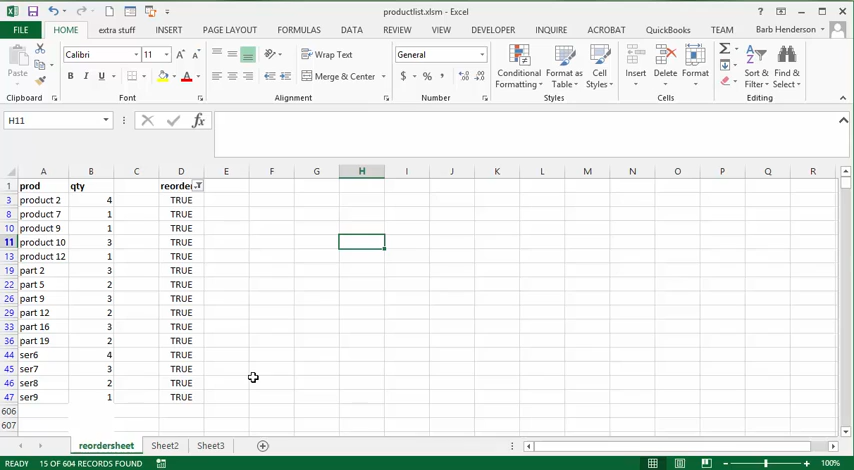 productlist.xlsm - Excel
FILE HOME extra stuff INSERT PAGE LAYOUT FORMULAS DATA REVIEW VIEW DEVELOPER INQUIRE ACROBAT QuickBooks TEAM Barb Henderson
Paste Calibri 11 Wrap Text General Conditional Formatting Format as Table Cell Styles Insert Delete Format Sort & Filter Find & Select
B I U Merge & Center $ % ,
Clipboard Font Alignment Number Styles Cells Editing
H11 fx
A B C D E F G H I J K L M N O P Q R
1 prod qty reorder
3 product 2 4 TRUE
8 product 7 1 TRUE
10 product 9 1 TRUE
11 product 10 3 TRUE
13 product 12 1 TRUE
19 part 2 3 TRUE
22 part 5 2 TRUE
26 part 9 3 TRUE
29 part 12 2 TRUE
33 part 16 3 TRUE
36 part 19 2 TRUE
44 ser6 4 TRUE
45 ser7 3 TRUE
46 ser8 2 TRUE
47 ser9 1 TRUE
606
607
reordersheet Sheet2 Sheet3
READY 15 OF 604 RECORDS FOUND 100%